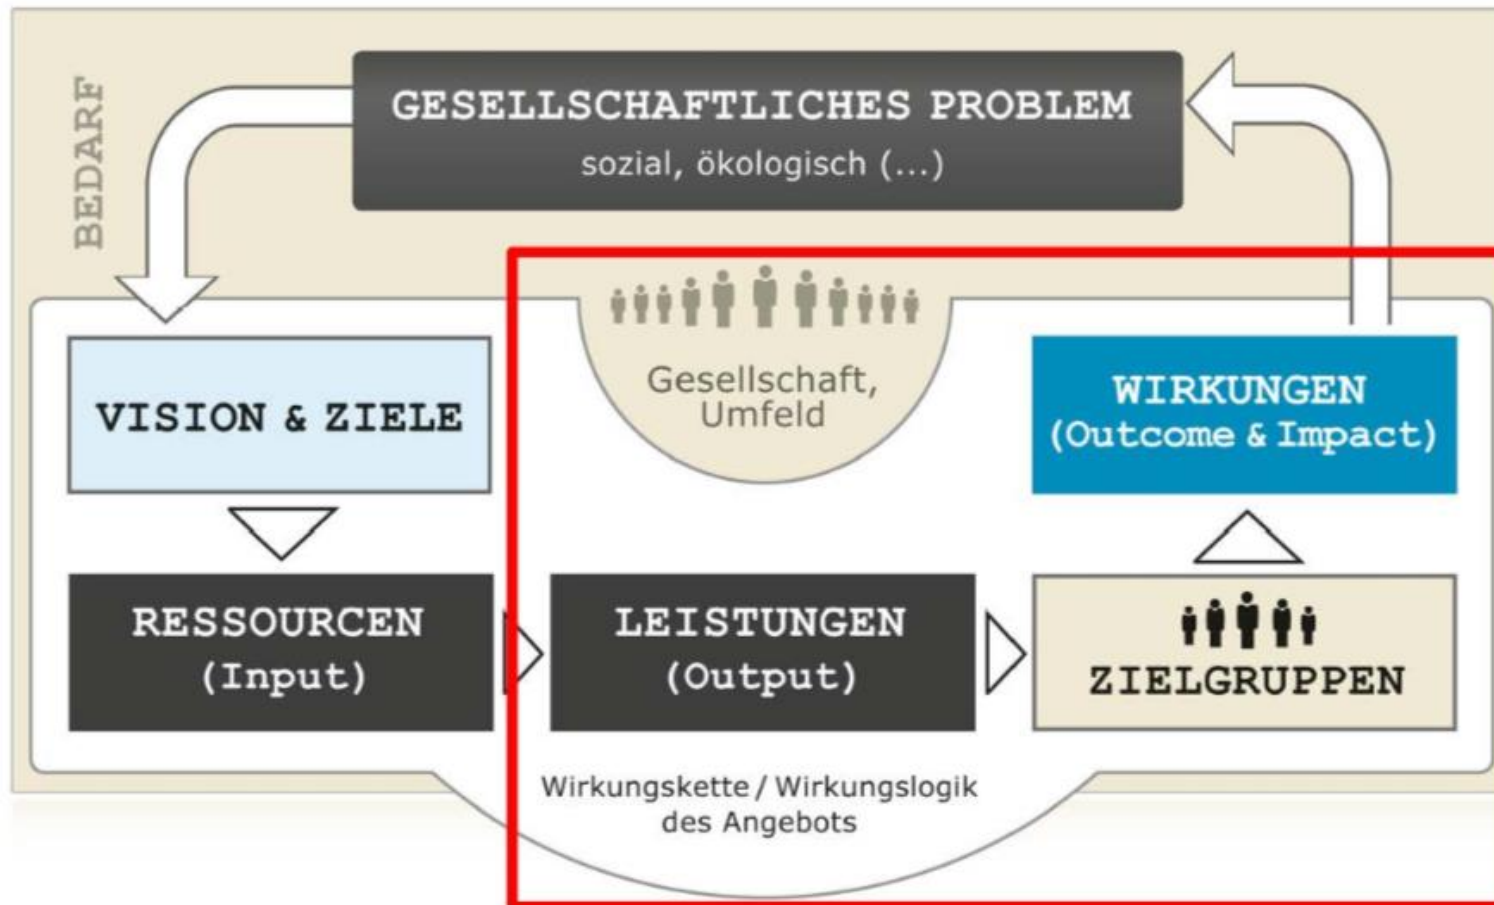 BEDARF
GESELLSCHAFTLICHES PROBLEM
sozial, ökologisch (...)
Gesellschaft,
Umfeld
VISION & ZIELE
WIRKUNGEN
(Outcome & Impact)
RESSOURCEN
(Input)
LEISTUNGEN
(Output)
ZIELGRUPPEN
Wirkungskette / Wirkungslogik
des Angebots